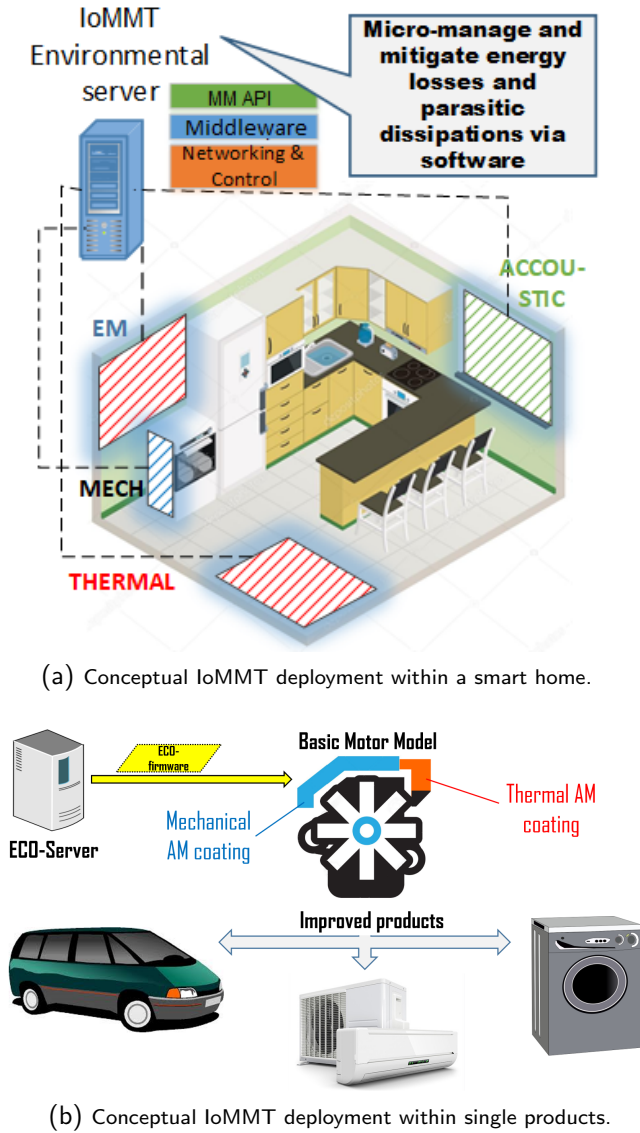 IoMMT
Environmental
server
MM API
Middleware
Networking &
Control
Micro-manage and
mitigate energy
losses and
parasitic
dissipations via
software
ACCOU-
STIC
EM
MECH
THERMAL
(a) Conceptual IoMMT deployment within a smart home.
ECO-
firmware
Basic Motor Model
ECO-Server
Mechanical
AM coating
Thermal AM
coating
Improved products
(b) Conceptual IoMMT deployment within single products.